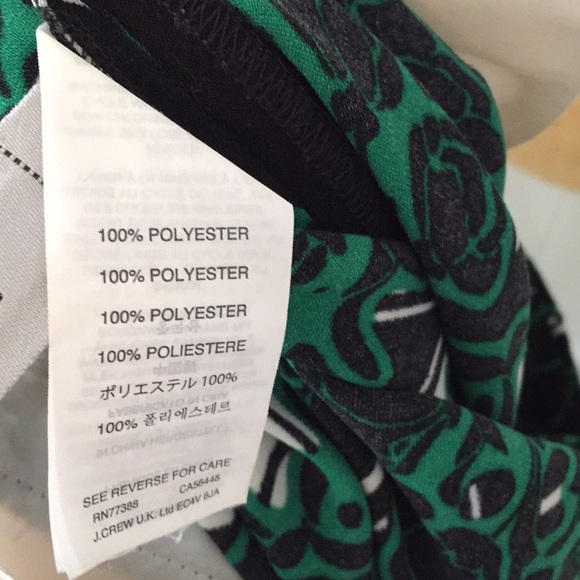 100% POLYESTER
100% POLYESTER
100% POLYESTER
100% POLIESTERE
ポリエステル 100%
100% 폴리에스테르
SEE REVERSE FOR CARE
RN77388 CA56448
J.CREW U.K. Ltd EC4V 6JA